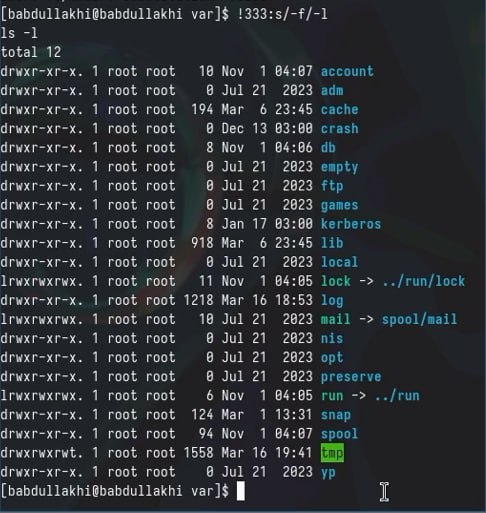 [babdullakhi@babdullakhi var]$ !333:s/-f/-l
ls -l
total 12
drwxr-xr-x. 1 root root   10 Nov  1 04:07 account
drwxr-xr-x. 1 root root    0 Jul 21  2023 adm
drwxr-xr-x. 1 root root  194 Mar  6 23:45 cache
drwxr-xr-x. 1 root root    0 Dec 13 03:00 crash
drwxr-xr-x. 1 root root    8 Nov  1 04:06 db
drwxr-xr-x. 1 root root    0 Jul 21  2023 empty
drwxr-xr-x. 1 root root    0 Jul 21  2023 ftp
drwxr-xr-x. 1 root root    0 Jul 21  2023 games
drwxr-xr-x. 1 root root    8 Jan 17 03:00 kerberos
drwxr-xr-x. 1 root root  918 Mar  6 23:45 lib
drwxr-xr-x. 1 root root    0 Jul 21  2023 local
lrwxrwxrwx. 1 root root   11 Nov  1 04:05 lock -> ../run/lock
drwxr-xr-x. 1 root root 1218 Mar 16 18:53 log
lrwxrwxrwx. 1 root root   10 Jul 21  2023 mail -> spool/mail
drwxr-xr-x. 1 root root    0 Jul 21  2023 nis
drwxr-xr-x. 1 root root    0 Jul 21  2023 opt
drwxr-xr-x. 1 root root    0 Jul 21  2023 preserve
lrwxrwxrwx. 1 root root    6 Nov  1 04:05 run -> ../run
drwxr-xr-x. 1 root root  124 Mar  1 13:31 snap
drwxr-xr-x. 1 root root   94 Nov  1 04:07 spool
drwxrwxrwt. 1 root root 1558 Mar 16 19:41 tmp
drwxr-xr-x. 1 root root    0 Jul 21  2023 yp
[babdullakhi@babdullakhi var]$